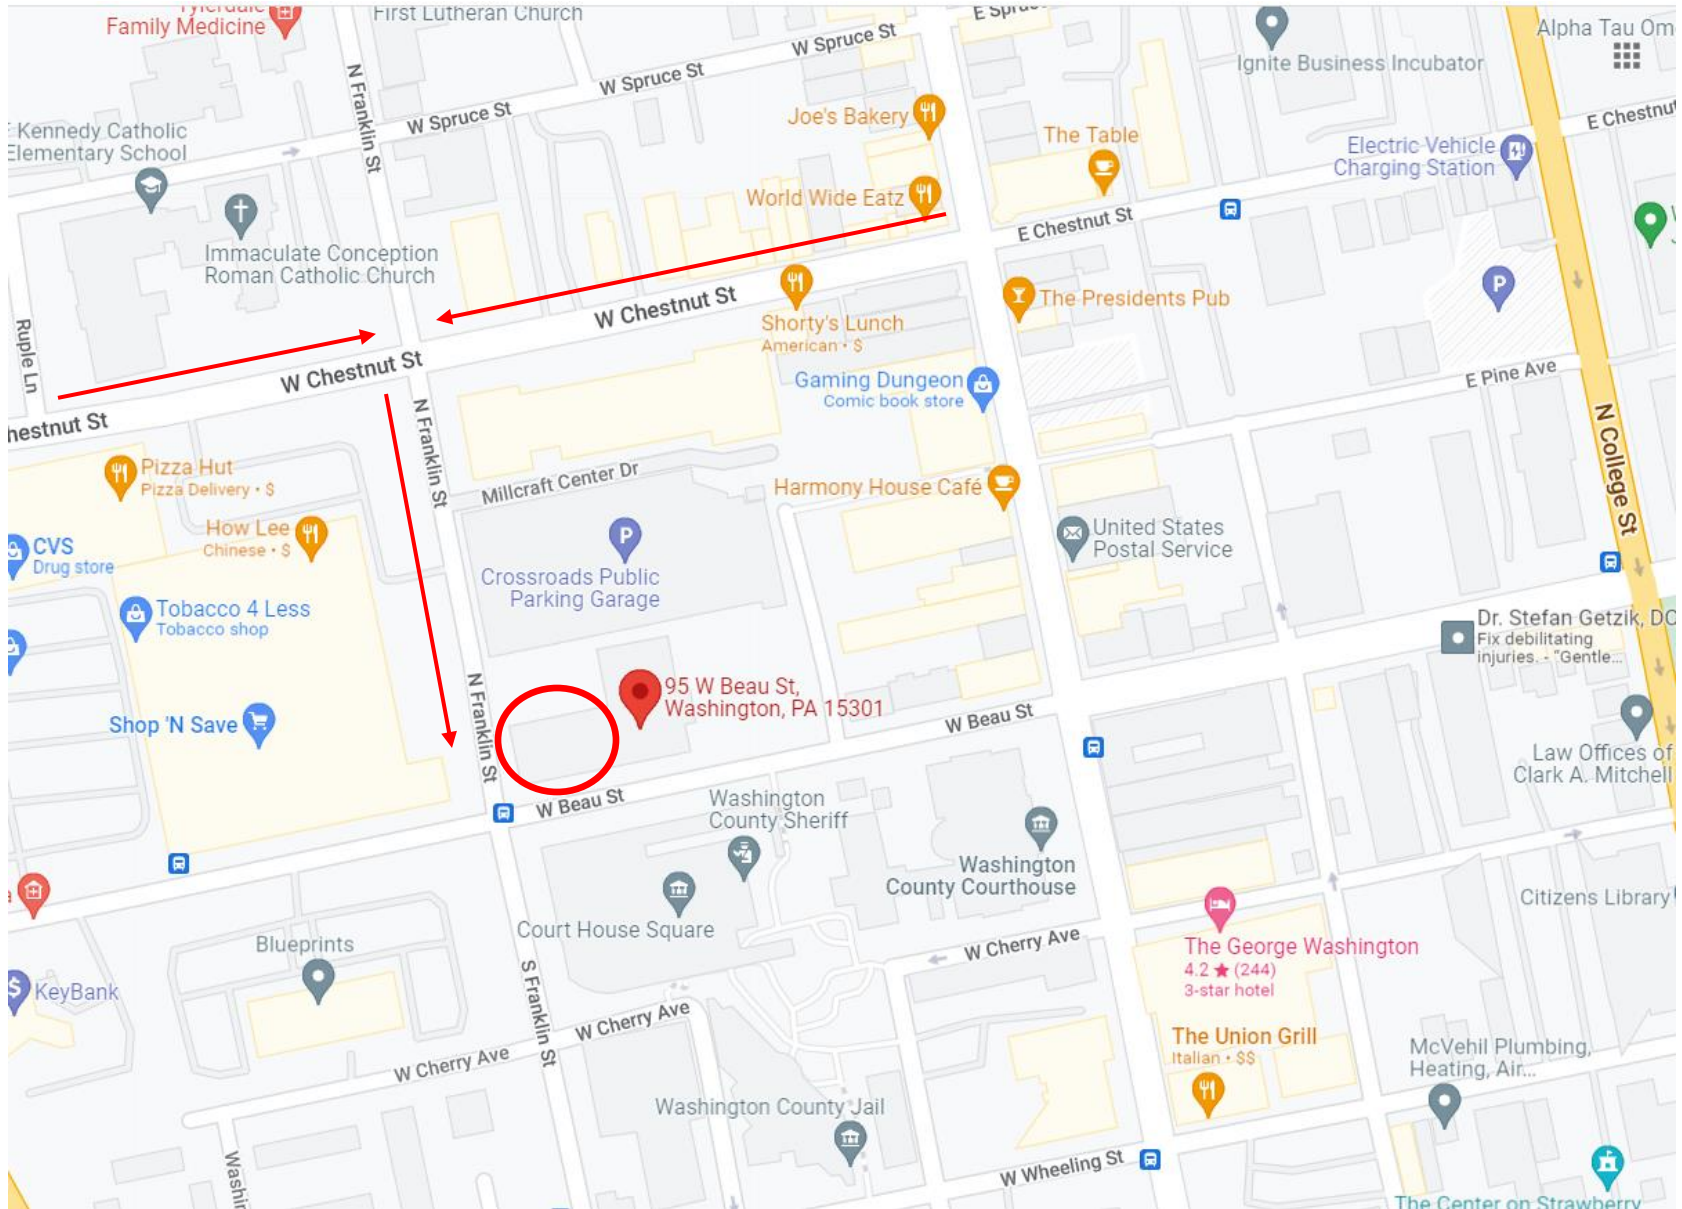 Family Medicine
First Lutheran Church
W Spruce St
Alpha Tau Om
Ignite Business Incubator
W Spruce St
N Franklin St
W Spruce St
Joe's Bakery
The Table
Electric Vehicle
Charging Station
E Chestnut
Kennedy Catholic
Elementary School
World Wide Eatz
E Chestnut St
Immaculate Conception
Roman Catholic Church
W Chestnut St
The Presidents Pub
P
Shorty's Lunch
American · $
Ruple Ln
W Chestnut St
Gaming Dungeon
Comic book store
E Pine Ave
N College St
hestnut St
N Franklin St
Pizza Hut
Pizza Delivery · $
Millcraft Center Dr
Harmony House Café
How Lee
Chinese · $
P
United States
Postal Service
CVS
Drug store
Crossroads Public
Parking Garage
Tobacco 4 Less
Tobacco shop
Dr. Stefan Getzik, DC
Fix debilitating
injuries. - "Gentle...
N Franklin St
95 W Beau St,
Washington, PA 15301
Shop 'N Save
W Beau St
Law Offices of
Clark A. Mitchell
W Beau St
Washington
County Sheriff
Washington
County Courthouse
Citizens Library
Court House Square
Blueprints
W Cherry Ave
The George Washington
4.2 ★ (244)
3-star hotel
S Franklin St
KeyBank
W Cherry Ave
The Union Grill
Italian · $$
McVehil Plumbing,
Heating, Air...
W Cherry Ave
Washington County Jail
W Wheeling St
Washin
The Center on Strawberry